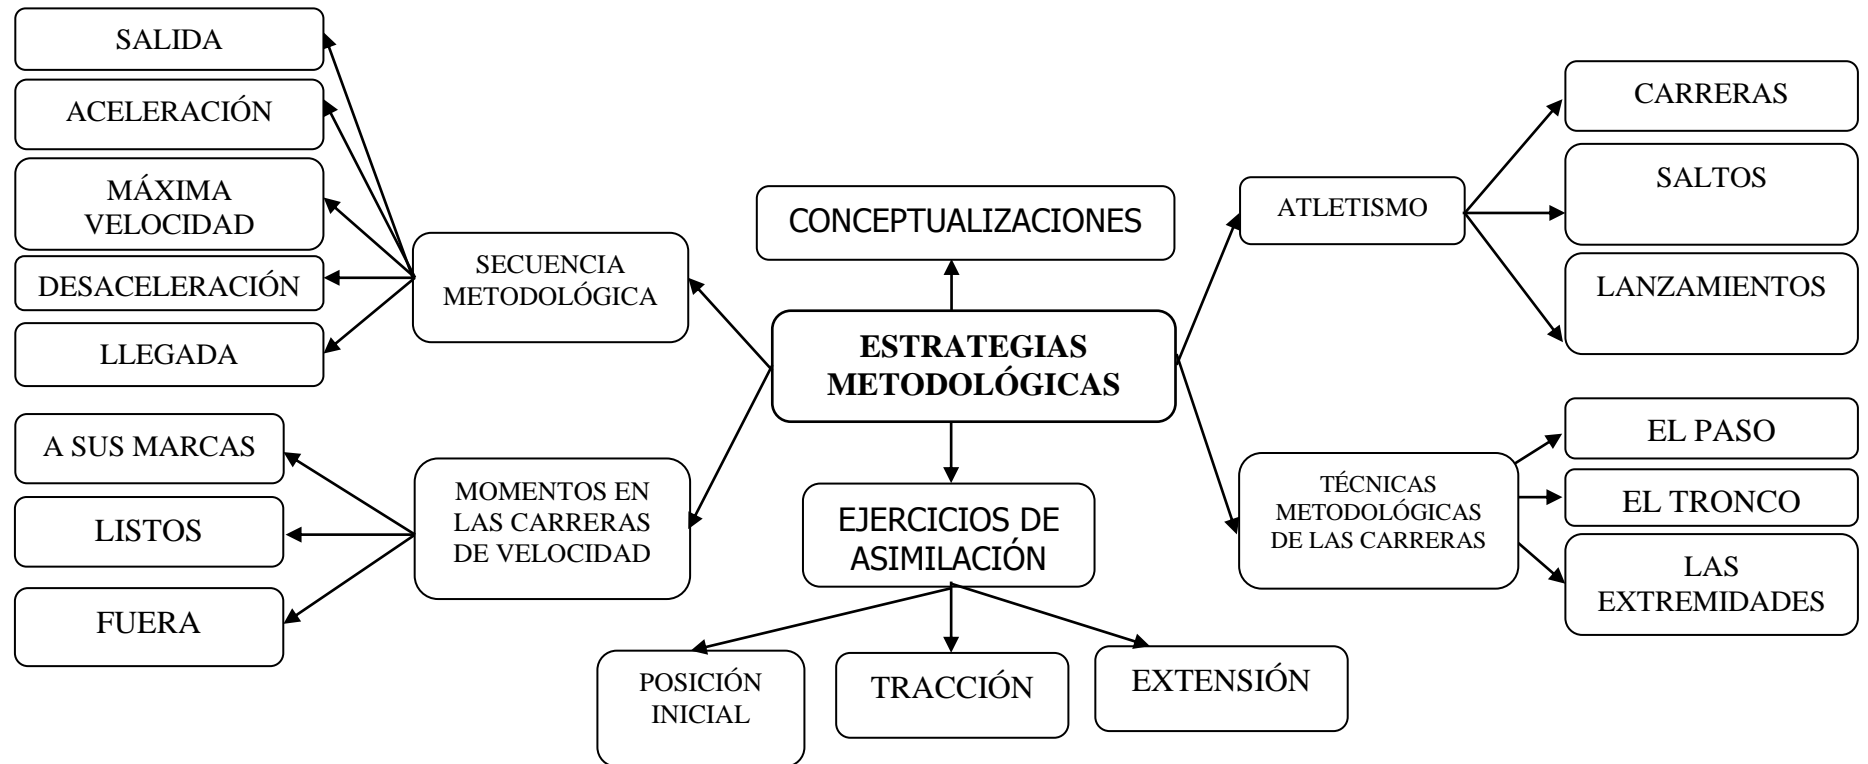 SALIDA
ACELERACIÓN
MÁXIMA
VELOCIDAD
DESACELERACIÓN
LLEGADA
SECUENCIA
METODOLÓGICA
A SUS MARCAS
LISTOS
FUERA
MOMENTOS EN
LAS CARRERAS
DE VELOCIDAD
CONCEPTUALIZACIONES
ESTRATEGIAS
METODOLÓGICAS
EJERCICIOS DE
ASIMILACIÓN
POSICIÓN
INICIAL
TRACCIÓN
EXTENSIÓN
ATLETISMO
CARRERAS
SALTOS
LANZAMIENTOS
TÉCNICAS
METODOLÓGICAS
DE LAS CARRERAS
EL PASO
EL TRONCO
LAS
EXTREMIDADES